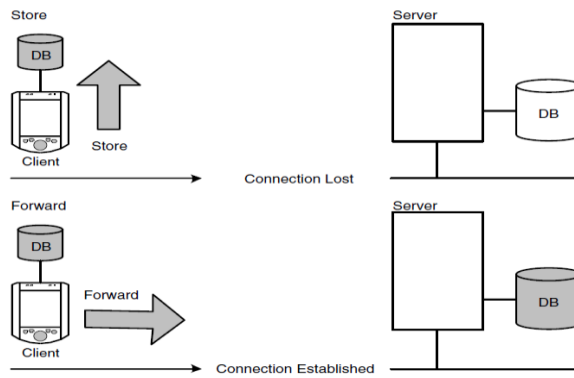 Store
Server
DB
DB
Store
Client
Connection Lost
Forward
Server
DB
Forward
DB
Client
Connection Established